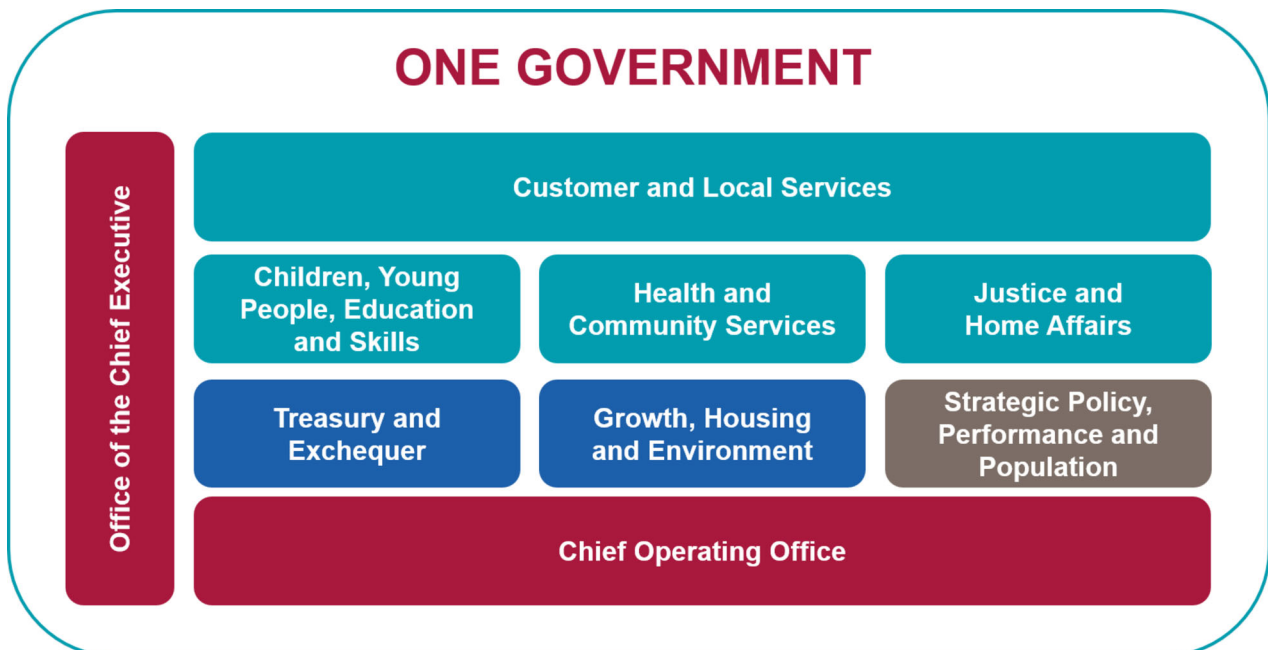 ONE GOVERNMENT
Office of the Chief Executive
Customer and Local Services
Children, Young
People, Education
and Skills
Health and
Community Services
Justice and
Home Affairs
Treasury and
Exchequer
Growth, Housing
and Environment
Strategic Policy,
Performance and
Population
Chief Operating Office